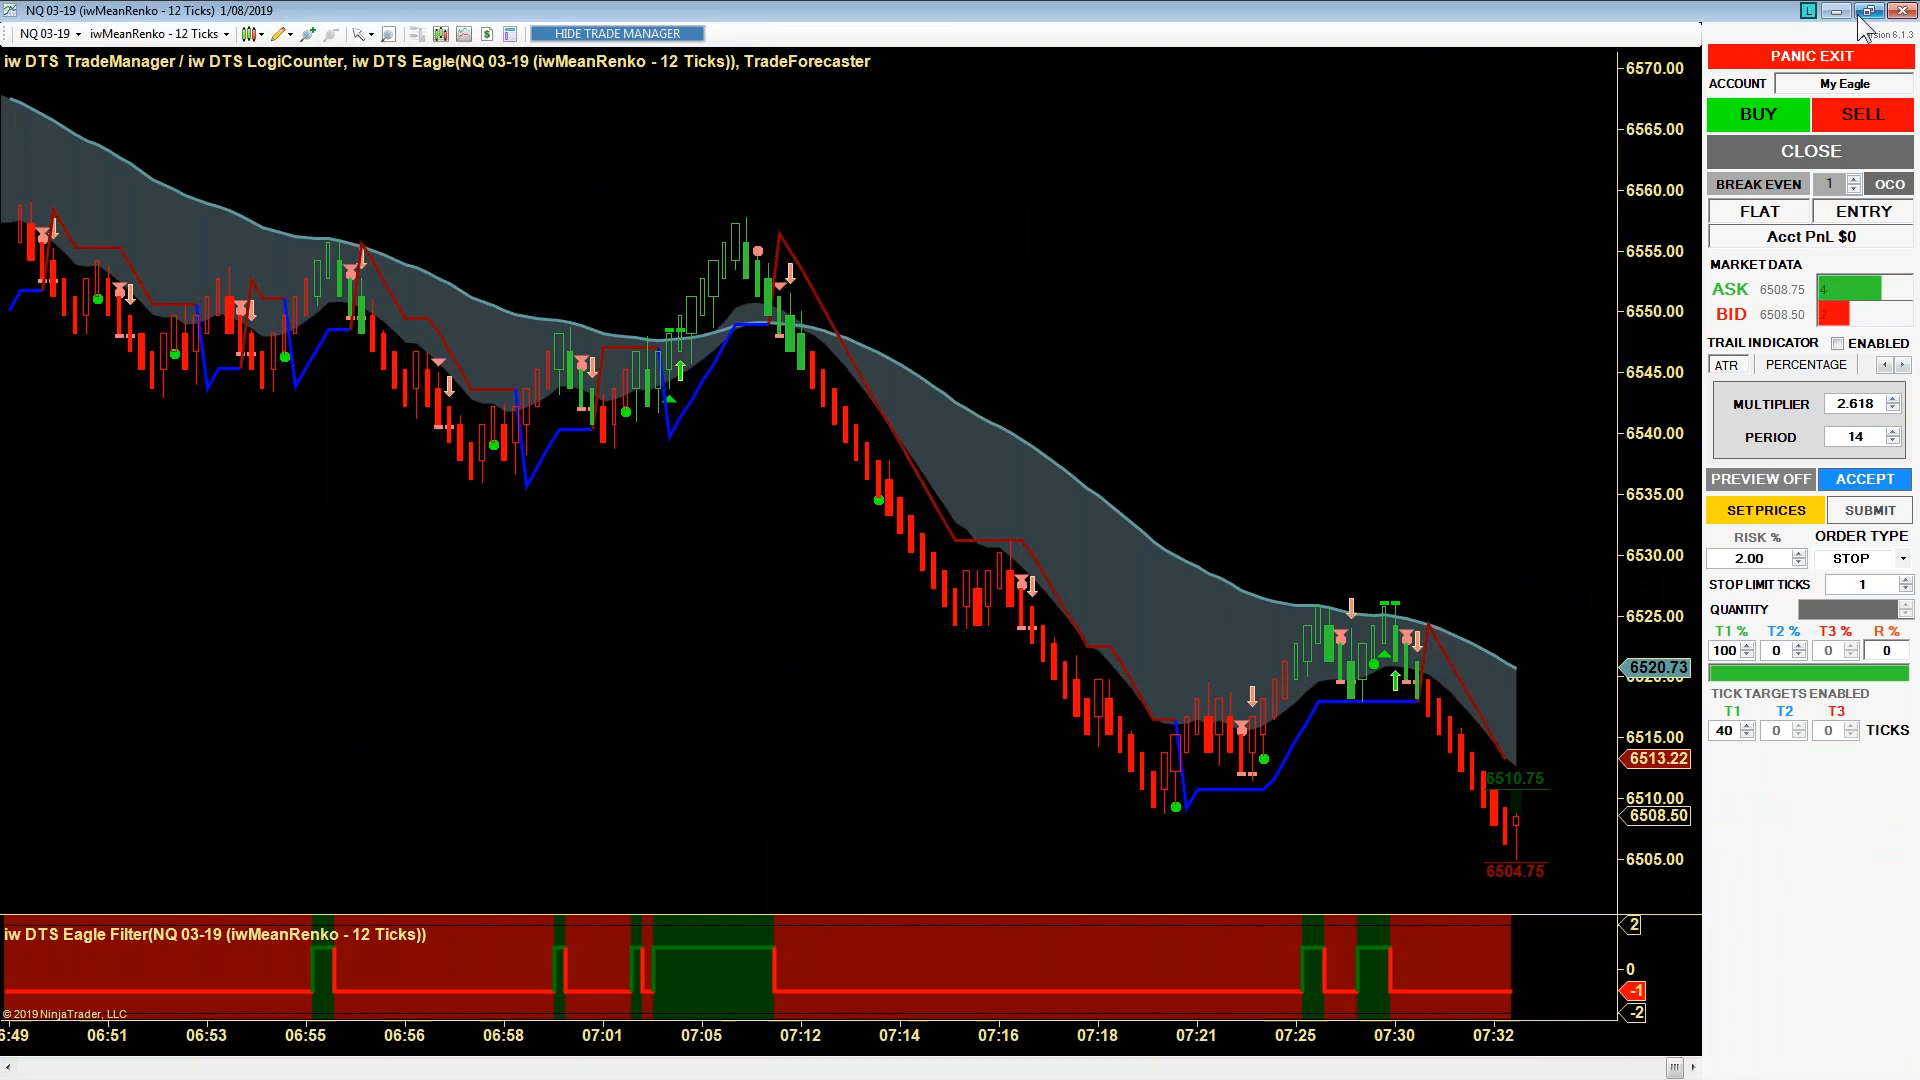 NQ 03-19 (iwMeanRenko - 12 Ticks) 1/08/2019
L
NQ 03-19
iwMeanRenko - 12 Ticks
HIDE TRADE MANAGER
6.1.3
iw DTS TradeManager / iw DTS LogiCounter, iw DTS Eagle(NQ 03-19 (iwMeanRenko - 12 Ticks)), TradeForecaster
6570.00
6565.00
6560.00
6555.00
6550.00
6545.00
6540.00
6535.00
6530.00
6525.00
6520.73
6515.00
6513.22
6510.00
6508.50
6505.00
6510.75
6504.75
PANIC EXIT
ACCOUNT My Eagle
BUY SELL
CLOSE
BREAK EVEN 1 OCO
FLAT ENTRY
Acct PnL $0
MARKET DATA
ASK 6508.75 4
BID 6508.50 2
TRAIL INDICATOR ENABLED
ATR PERCENTAGE
MULTIPLIER 2.618
PERIOD 14
PREVIEW OFF ACCEPT
SET PRICES SUBMIT
RISK % ORDER TYPE
2.00 STOP
STOP LIMIT TICKS 1
QUANTITY
T1 % T2 % T3 % R %
100 0 0 0
TICK TARGETS ENABLED
T1 T2 T3
40 0 0 TICKS
iw DTS Eagle Filter(NQ 03-19 (iwMeanRenko - 12 Ticks))
2
0
-1
-2
© 2019 NinjaTrader, LLC
6:49 06:51 06:53 06:55 06:56 06:58 07:01 07:05 07:12 07:14 07:16 07:18 07:21 07:25 07:30 07:32